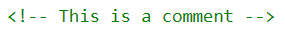 <!-- This is a comment -->